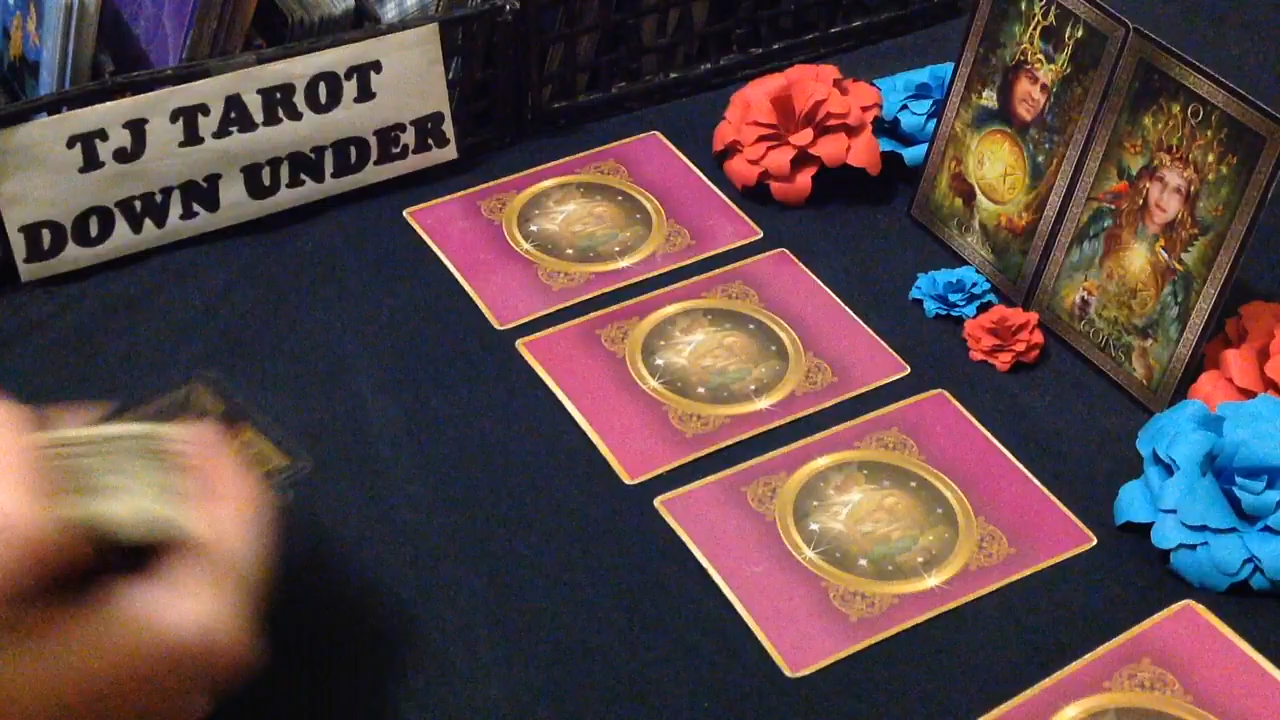 TJ TAROT
DOWN UNDER
K
COINS
Q
COINS